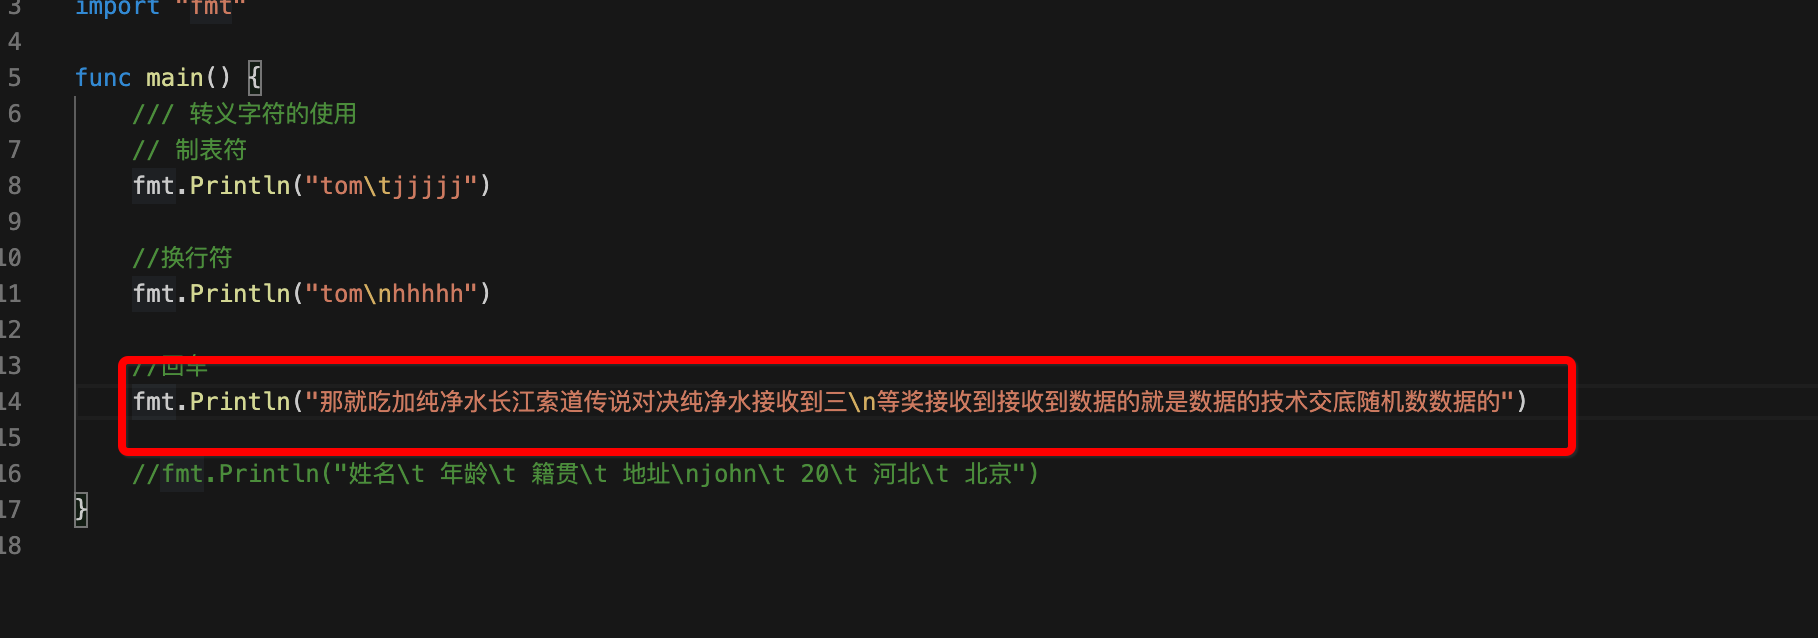 3 import "fmt"
4
5 func main() {
6 /// 转义字符的使用
7 // 制表符
8 fmt.Println("tom\tjjjjj")
9
10 //换行符
11 fmt.Println("tom\nhhhhh")
12
13 //回车
14 fmt.Println("那就吃加纯净水长江索道传说对决纯净水接收到三\n等奖接收到接收到数据的就是数据的技术交底随机数数据的")
15
16 //fmt.Println("姓名\t 年龄\t 籍贯\t 地址\njohn\t 20\t 河北\t 北京")
17 }
18